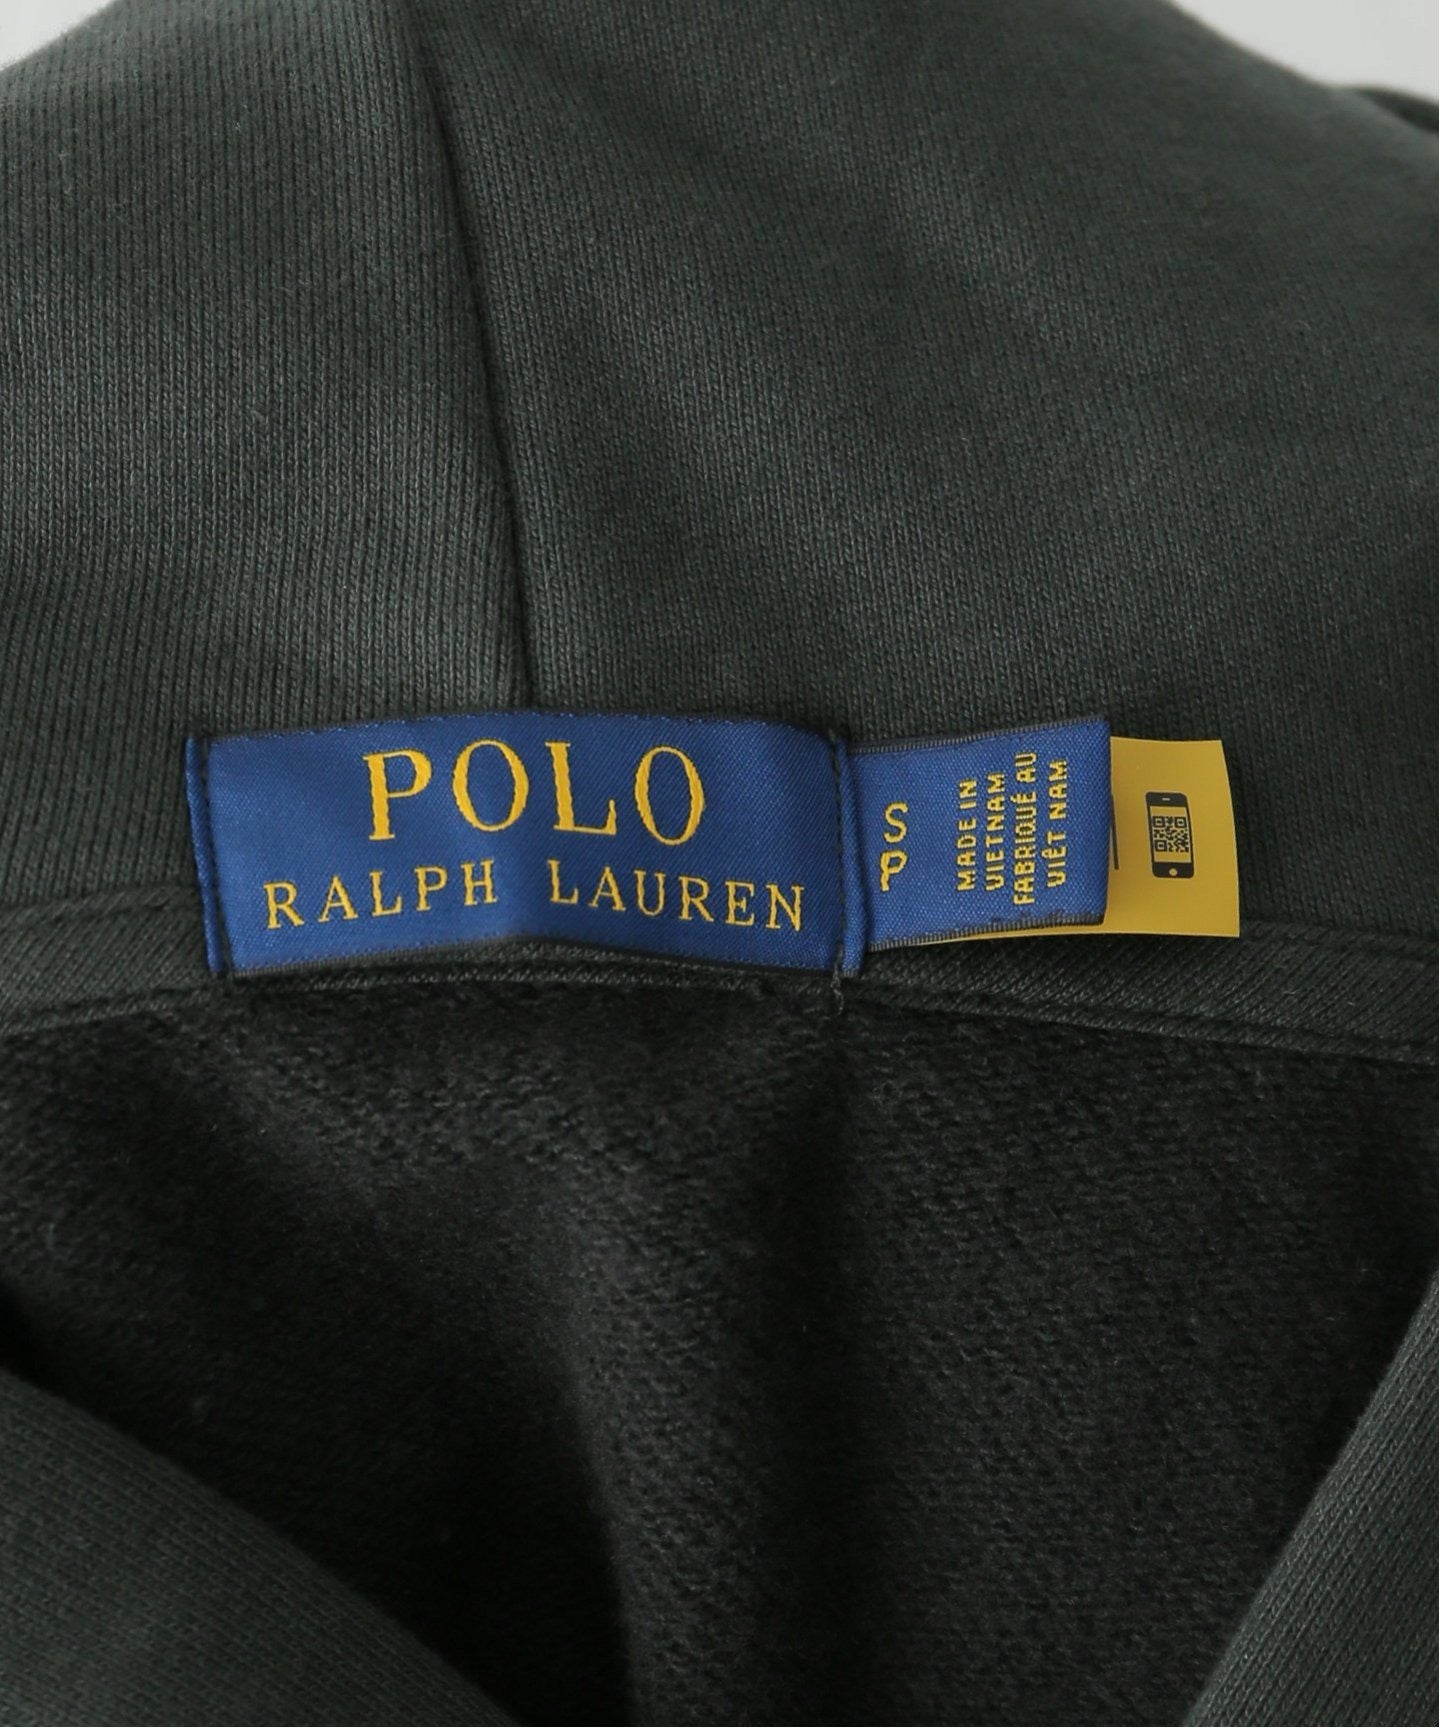 POLO
RALPH LAUREN
S
P
MADE IN
VIETNAM
FABRIQUÉ AU
VIÊT NAM